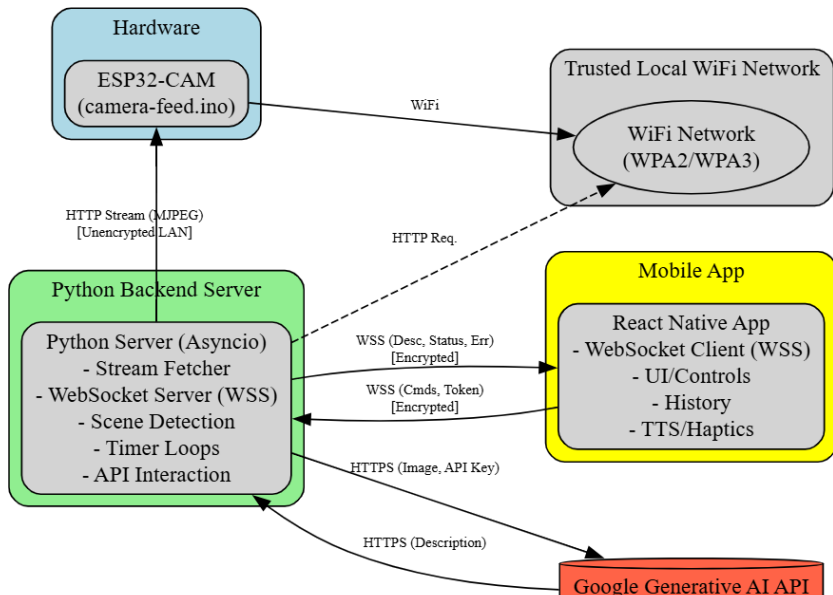 Hardware
ESP32-CAM
(camera-feed.ino)
WiFi
Trusted Local WiFi Network
WiFi Network
(WPA2/WPA3)
HTTP Stream (MJPEG)
[Unencrypted LAN]
HTTP Req.
Python Backend Server
Python Server (Asyncio)
- Stream Fetcher
- WebSocket Server (WSS)
- Scene Detection
- Timer Loops
- API Interaction
WSS (Desc, Status, Err)
[Encrypted]
WSS (Cmds, Token)
[Encrypted]
Mobile App
React Native App
- WebSocket Client (WSS)
- UI/Controls
- History
- TTS/Haptics
HTTPS (Image, API Key)
HTTPS (Description)
Google Generative AI API